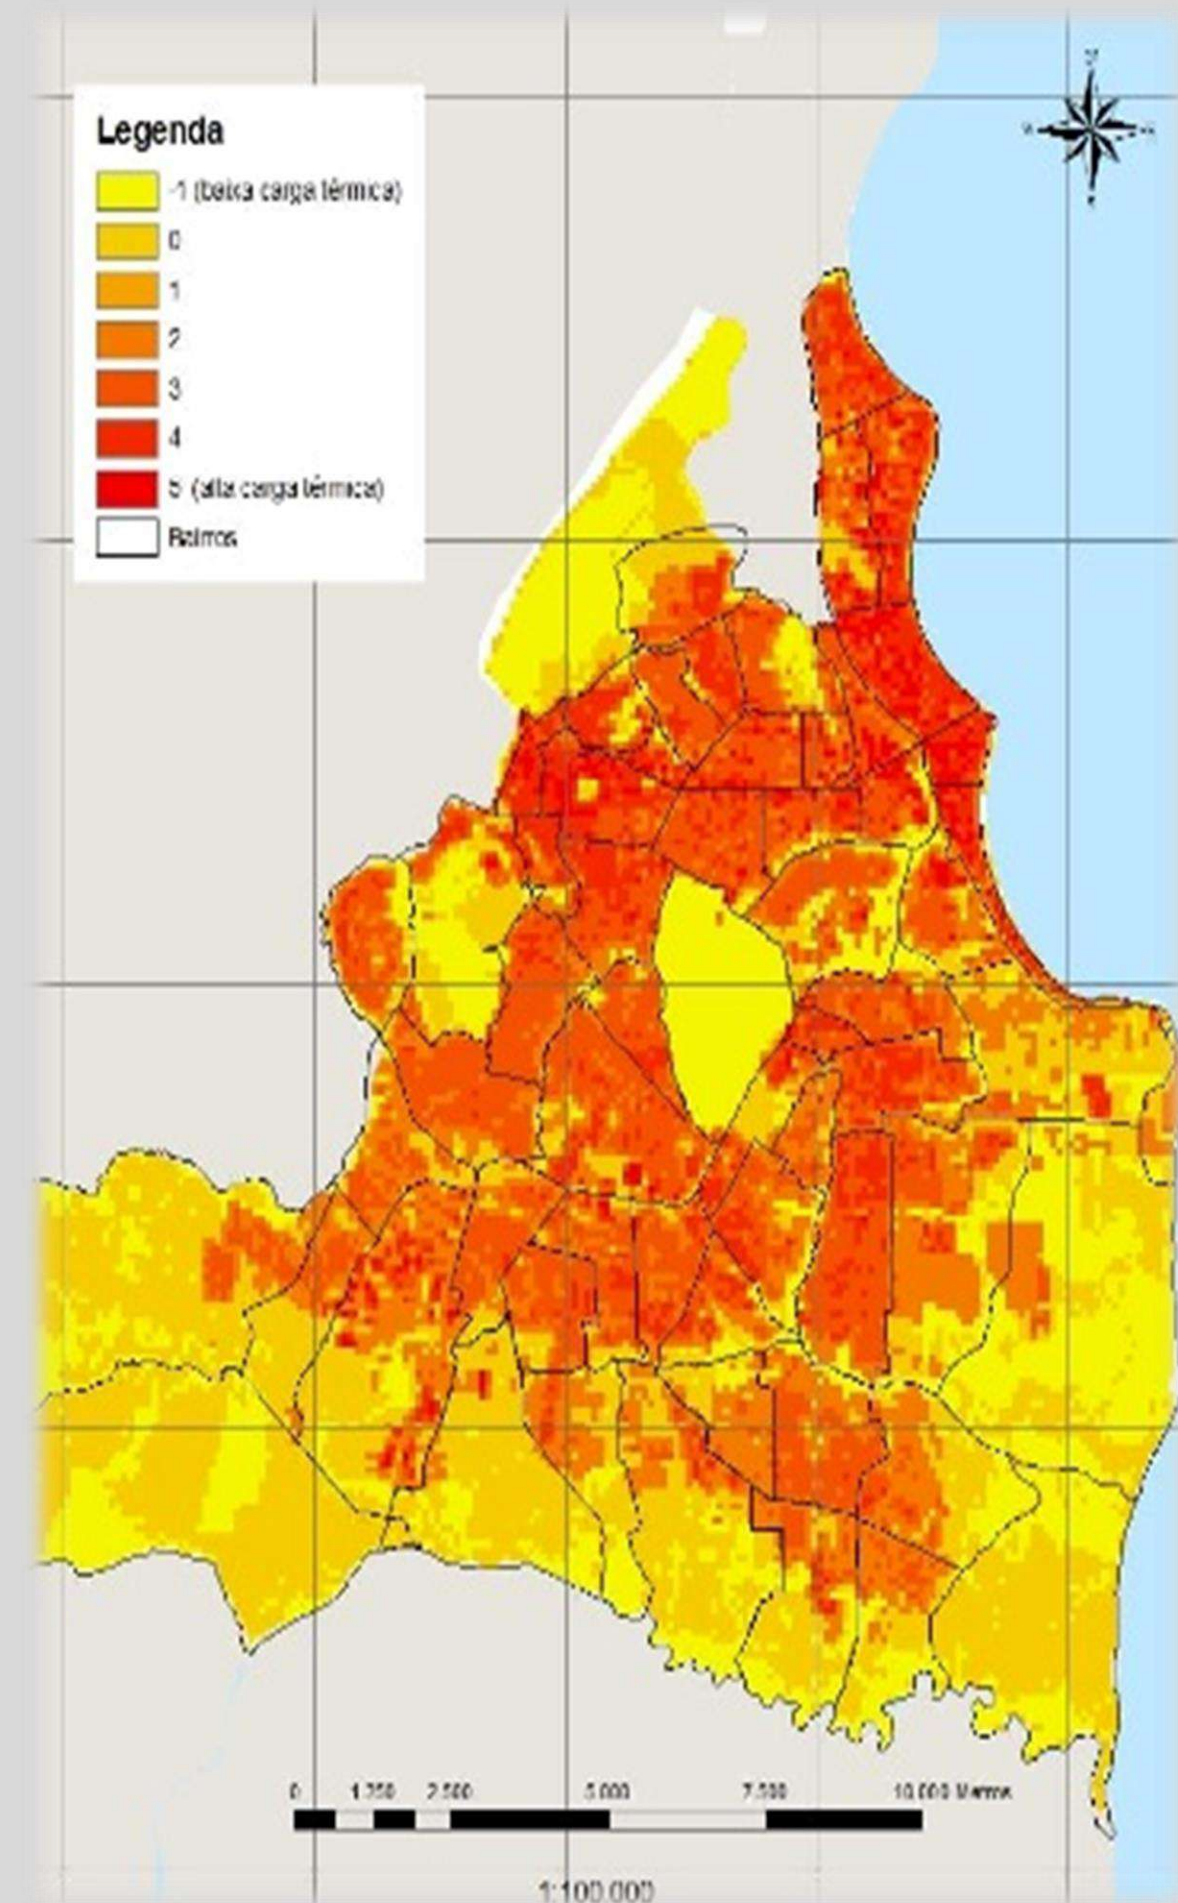 Legenda
-1 (baixa carga térmica)
0
1
2
3
4
5 (alta carga térmica)
Bairros
0 1.250 2.500 5.000 7.500 10.000 Metros
1:100.000